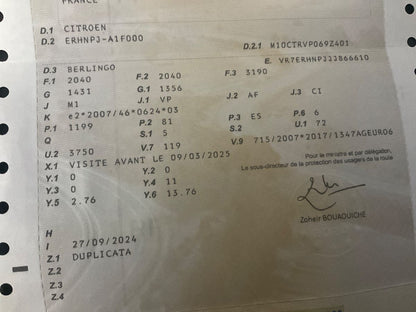 FRANCE
D.1 CITROEN
D.2 ERHNPJ-A1F000 D.2.1 M10CTRVP069Z401
E. VR7ERHNPJJJ866610
D.3 BERLINGO
F.1 2040 F.2 2040 F.3 3190
G 1431 G.1 1356
J M1 J.1 VP J.2 AF J.3 CI
K e2*2007/46*0624*03
P.1 1199 P.2 81 P.3 ES P.6 6
Q S.1 5 S.2 U.1 72
U.2 3750 V.7 119 V.9 715/2007*2017/1347AGEURO6
X.1 VISITE AVANT LE 09/03/2025
Pour le ministre et par délégation,
Le sous-directeur de la protection des usagers de la route
Y.1 0 Y.2 0
Y.3 0 Y.4 11
Y.5 2.76 Y.6 13.76
Zoheir BOUAOUICHE
H
I 27/09/2024
Z.1 DUPLICATA
Z.2
Z.3
Z.4